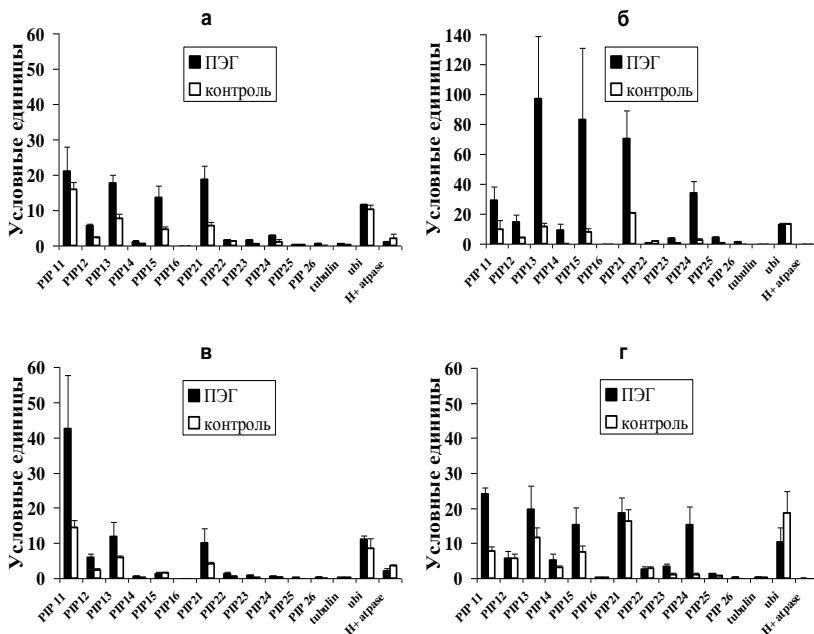 а
60
50
40
30
20
10
0
Условные единицы
ПЭГ
контроль
PIP 11
PIP12
PIP13
PIP14
PIP15
PIP16
PIP21
PIP22
PIP23
PIP24
PIP25
PIP 26
tubulin
ubi
H+ atpase
б
140
120
100
80
60
40
20
0
Условные единицы
ПЭГ
контроль
PIP11
PIP12
PIP13
PIP14
PIP15
PIP16
PIP21
PIP22
PIP23
PIP24
PIP25
PIP26
tubulin
ubi
H+ atpase
в
60
50
40
30
20
10
0
Условные единицы
ПЭГ
контроль
PIP 11
PIP12
PIP13
PIP14
PIP15
PIP16
PIP21
PIP22
PIP23
PIP24
PIP25
PIP 26
tubulin
ubi
H+ atpase
г
60
50
40
30
20
10
0
Условные единицы
ПЭГ
контроль
PIP 11
PIP12
PIP13
PIP14
PIP15
PIP16
PIP21
PIP22
PIP23
PIP24
PIP25
PIP 26
tubulin
ubi
H+ atpase